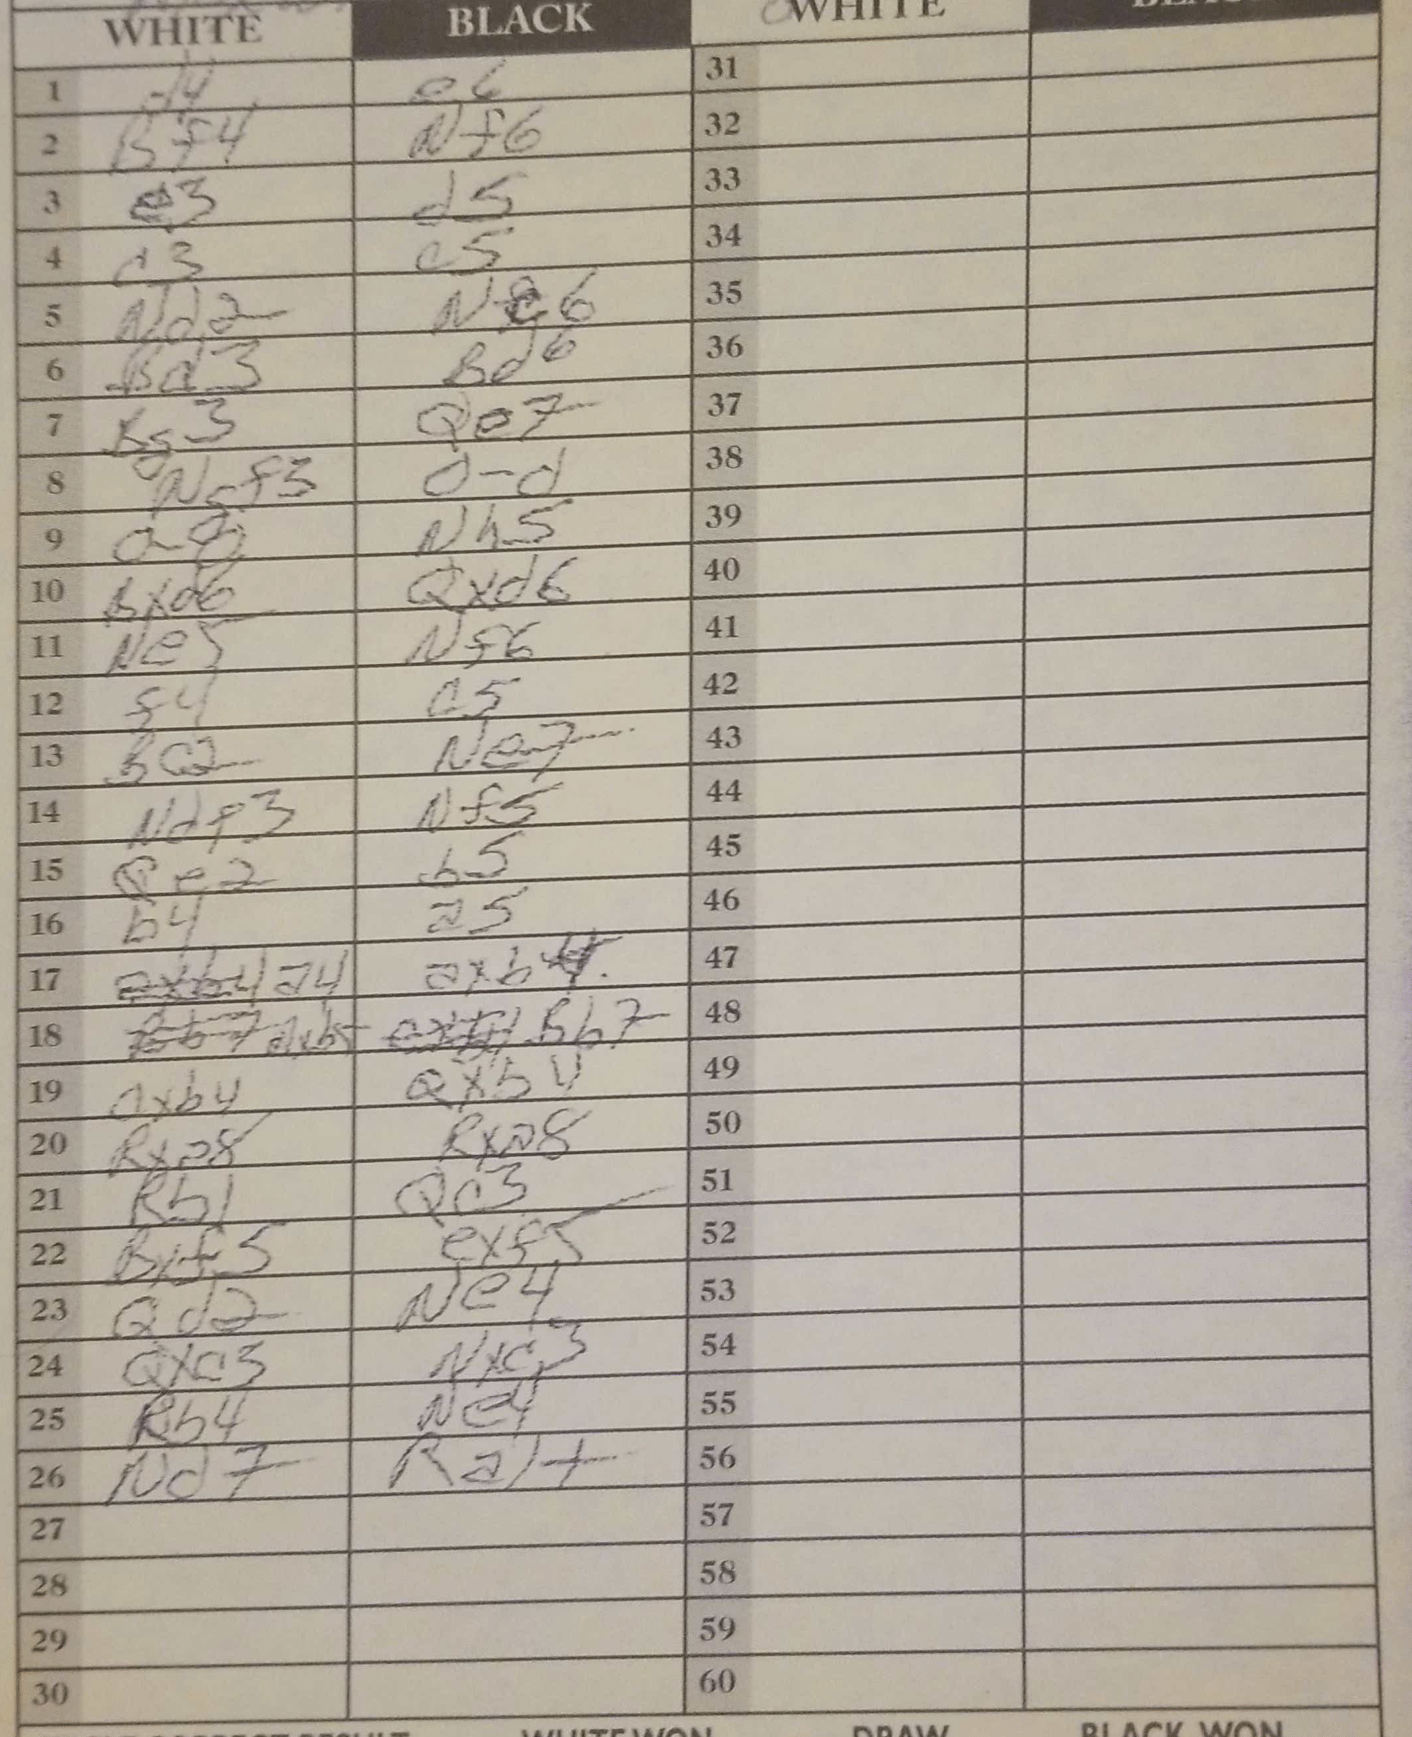 WHITE BLACK WHITE
1 d4 e6 31
2 Bf4 Nf6 32
3 e3 d5 33
4 c3 c5 34
5 Nd2 Nc6 35
6 Bd3 Bd6 36
7 Bg3 Qe7 37
8 Ngf3 0-0 38
9 0-0 Nh5 39
10 Bxd6 Qxd6 40
11 Ne5 Nf6 41
12 f4 c5 42
13 Bc2 Ne7 43
14 Ndf3 Nf5 44
15 Qe2 b5 45
16 b4 a5 46
17 a4 axb4 47
18 axb5 Bb7 48
19 cxb4 Qxb4 49
20 Rxa8 Rxa8 50
21 Rb1 Qc3 51
22 Bxf5 exf5 52
23 Qd2 Ne4 53
24 Qxc3 Nxc3 54
25 Rb4 Ne4 55
26 Nd7 Ra1+ 56
27 57
28 58
29 59
30 60
WHITE WON DRAW BLACK WON